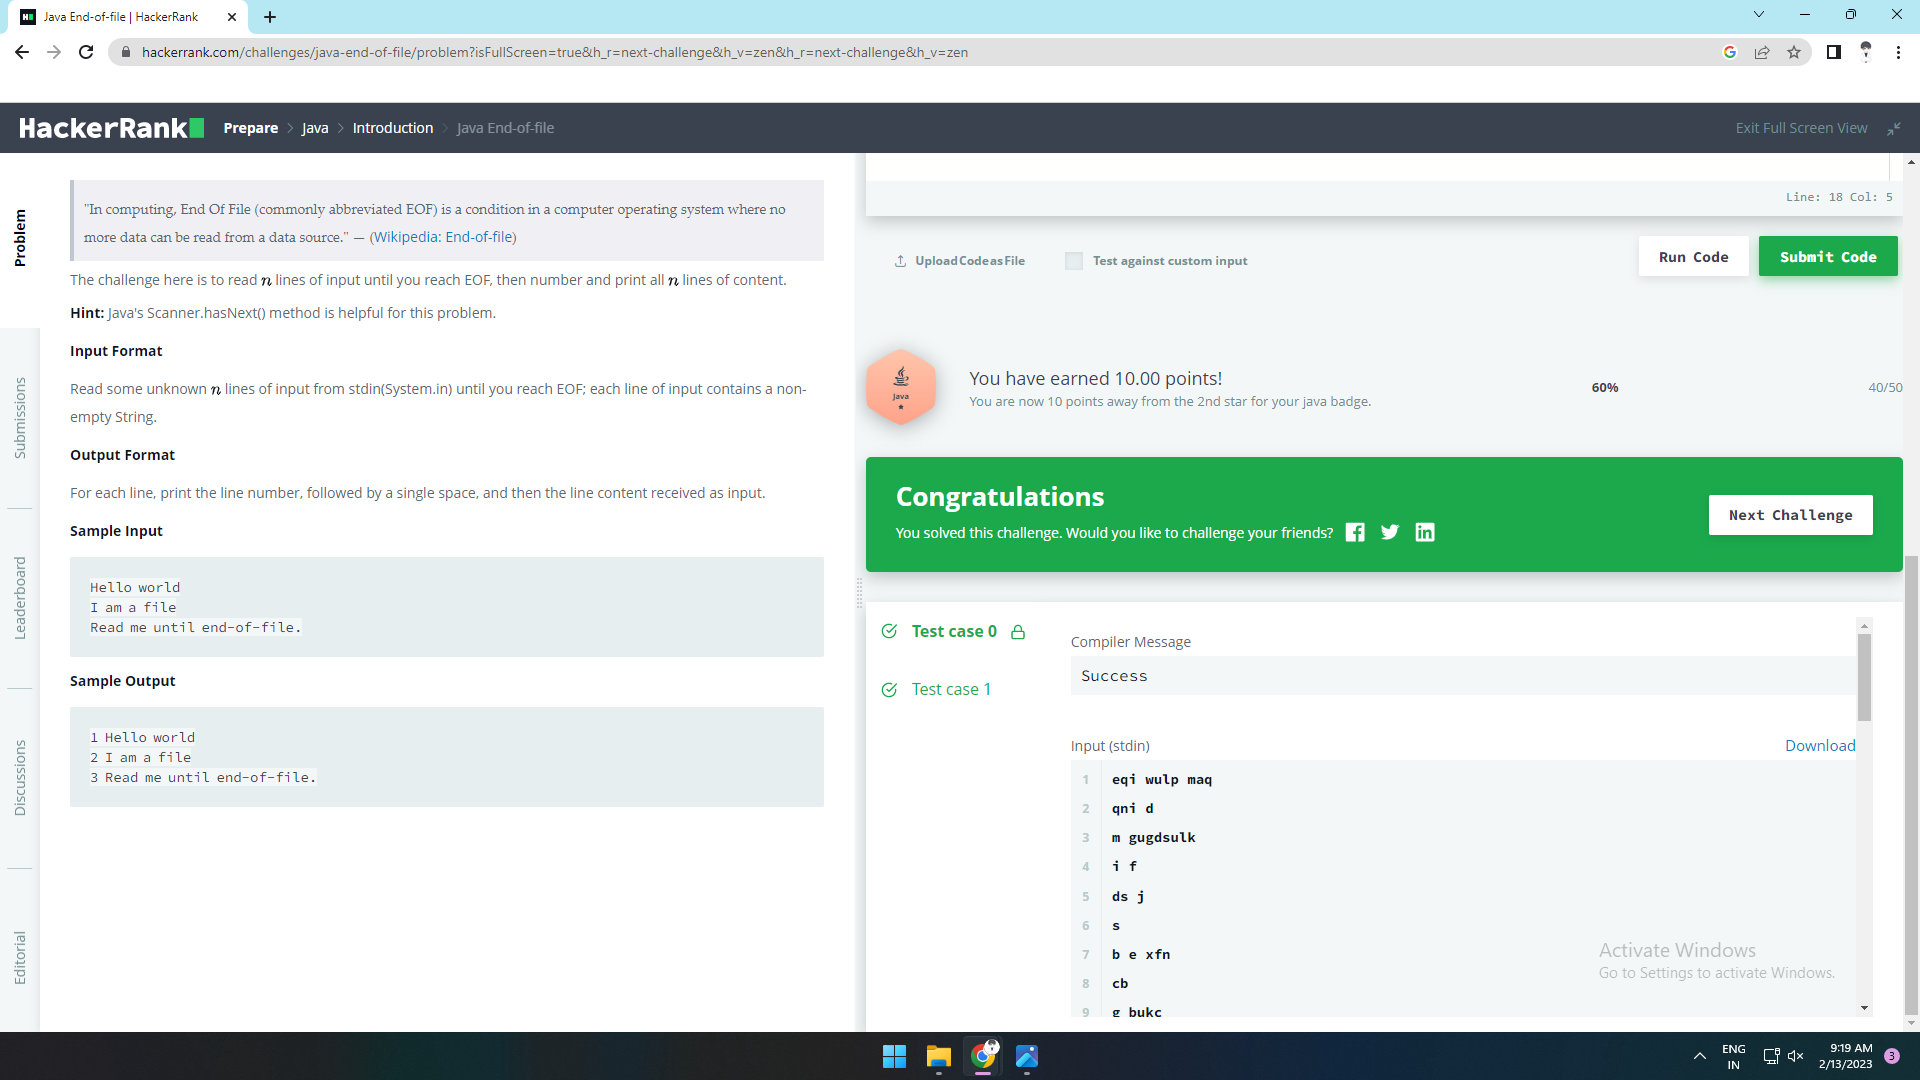 Java End-of-file | HackerRank
hackerrank.com/challenges/java-end-of-file/problem?isFullScreen=true&h_r=next-challenge&h_v=zen&h_r=next-challenge&h_v=zen
HackerRank
Prepare > Java > Introduction > Java End-of-file
Exit Full Screen View
Problem
Submissions
Leaderboard
Discussions
Editorial
"In computing, End Of File (commonly abbreviated EOF) is a condition in a computer operating system where no
more data can be read from a data source." — (Wikipedia: End-of-file)
The challenge here is to read n lines of input until you reach EOF, then number and print all n lines of content.
Hint: Java's Scanner.hasNext() method is helpful for this problem.
Input Format
Read some unknown n lines of input from stdin(System.in) until you reach EOF; each line of input contains a non-
empty String.
Output Format
For each line, print the line number, followed by a single space, and then the line content received as input.
Sample Input
Hello world
I am a file
Read me until end-of-file.
Sample Output
1 Hello world
2 I am a file
3 Read me until end-of-file.
Line: 18 Col: 5
Upload Code as File
Test against custom input
Run Code
Submit Code
Java
You have earned 10.00 points!
You are now 10 points away from the 2nd star for your java badge.
60%
40/50
Congratulations
You solved this challenge. Would you like to challenge your friends?
Next Challenge
Test case 0
Test case 1
Compiler Message
Success
Input (stdin)
Download
1 eqi wulp maq
2 qni d
3 m gugdsulk
4 i f
5 ds j
6 s
7 b e xfn
8 cb
9 g bukc
Activate Windows
Go to Settings to activate Windows.
ENG
IN
9:19 AM
2/13/2023
3